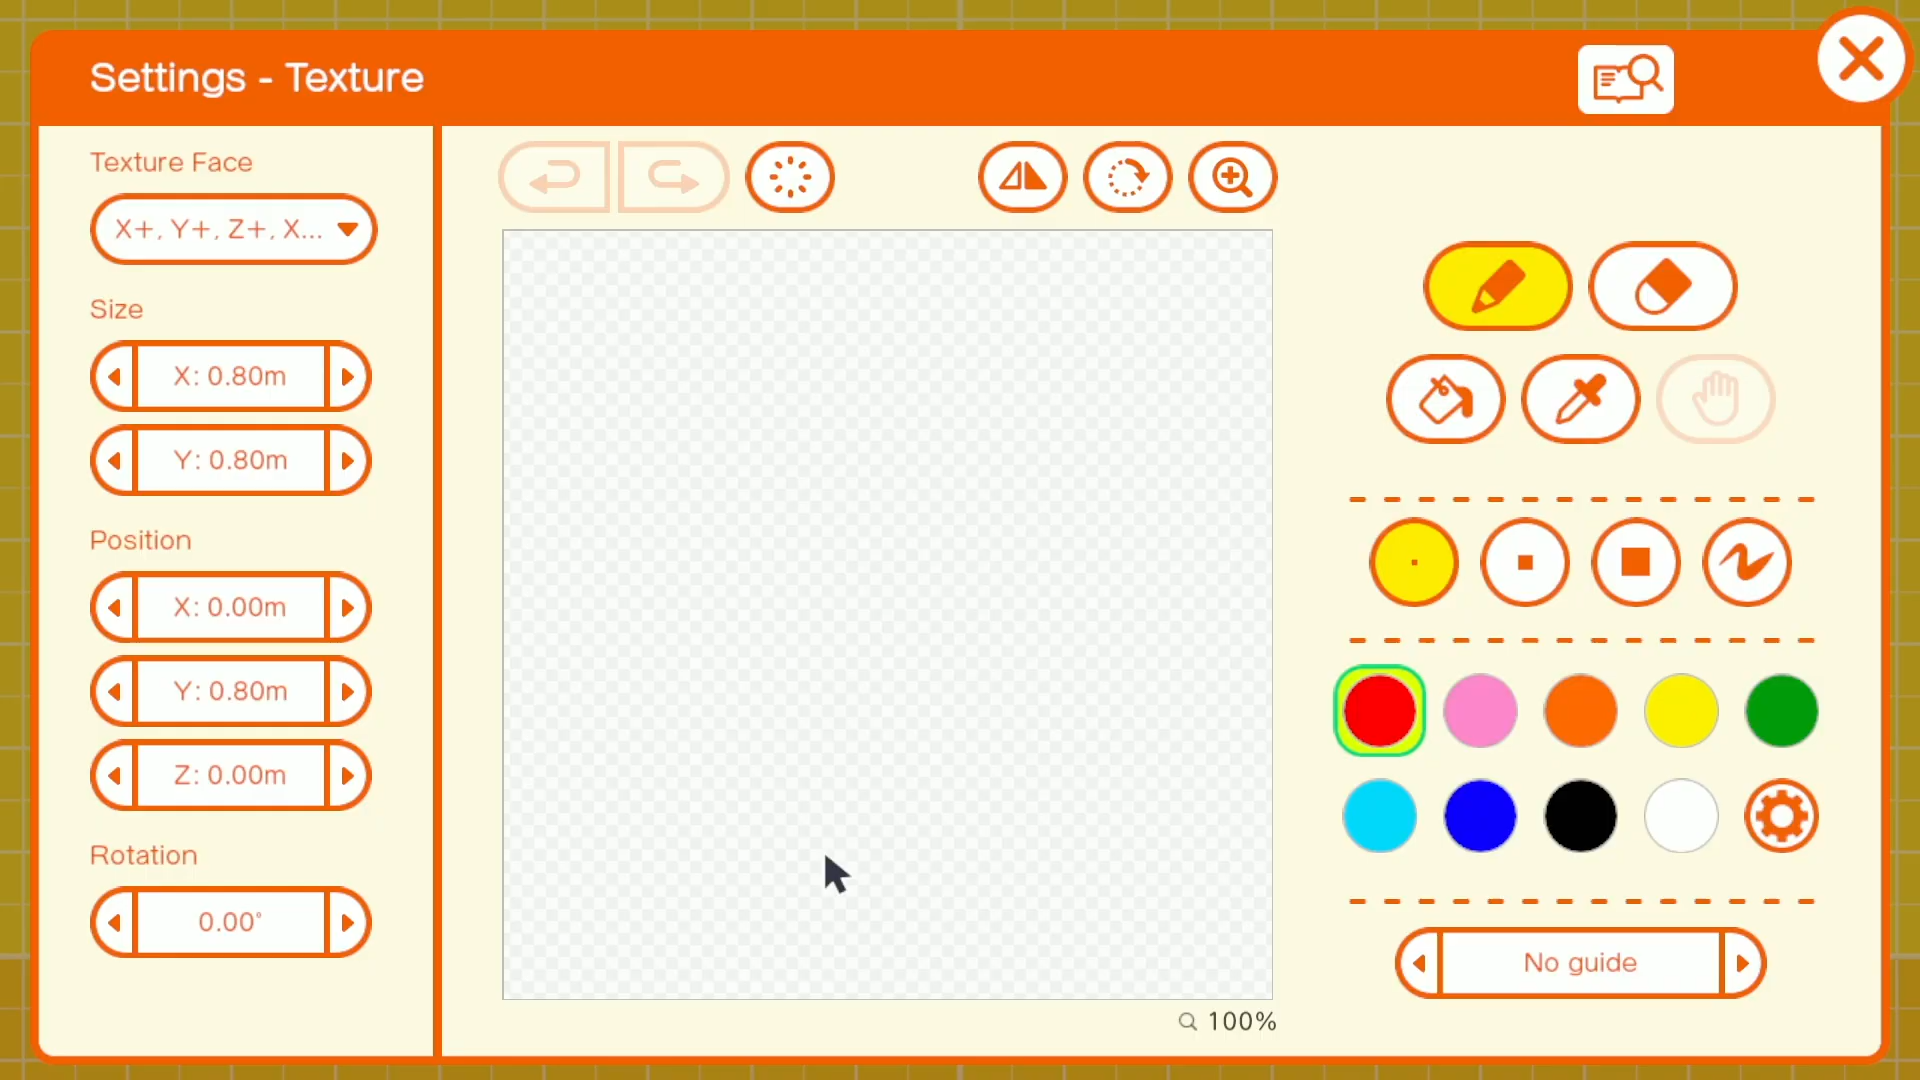 Settings - Texture
Texture Face
X+, Y+, Z+, X...
Size
X: 0.80m
Y: 0.80m
Position
X: 0.00m
Y: 0.80m
Z: 0.00m
Rotation
0.00°
No guide
100%